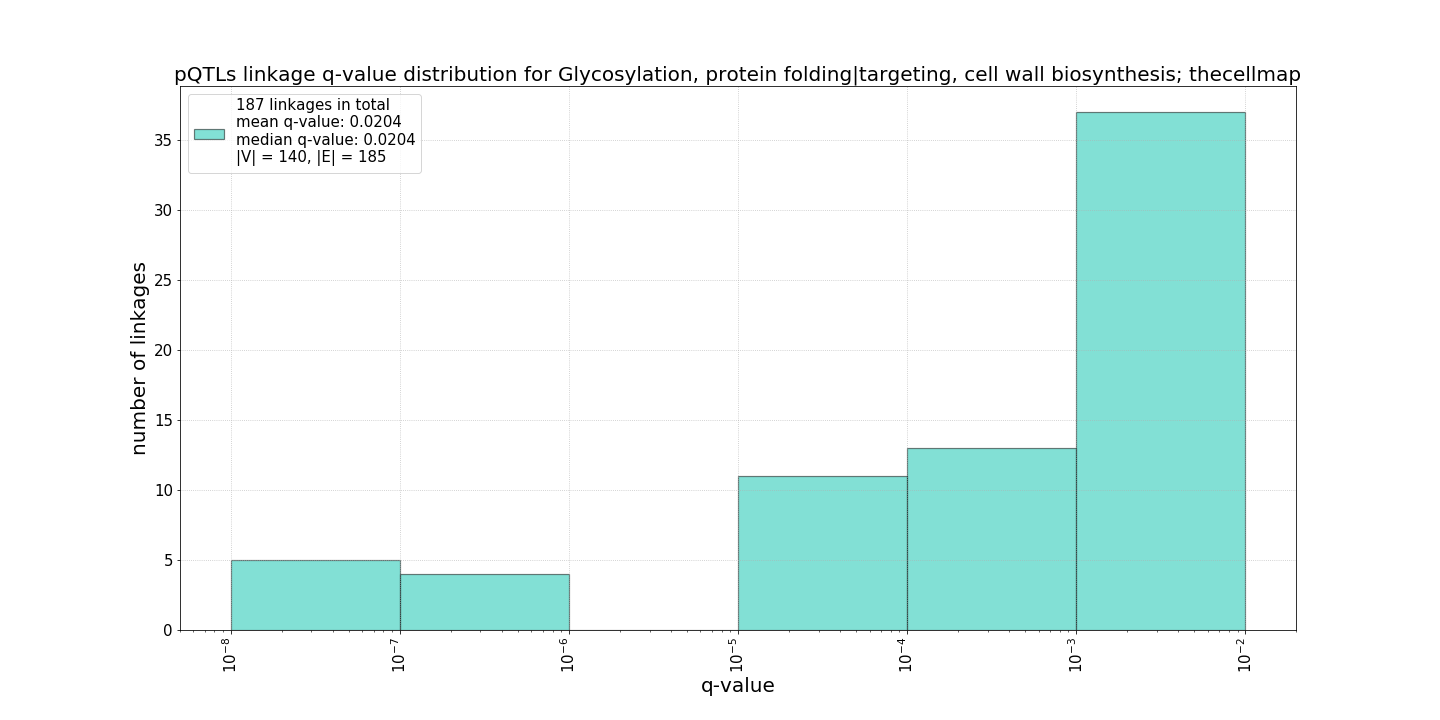 pQTLs linkage q-value distribution for Glycosylation, protein folding|targeting, cell wall biosynthesis; thecellmap
187 linkages in total
mean q-value: 0.0204
median q-value: 0.0204
|V| = 140, |E| = 185
number of linkages
35
30
25
20
15
10
5
0
10⁻⁸
10⁻⁷
10⁻⁶
10⁻⁵
10⁻⁴
10⁻³
10⁻²
q-value